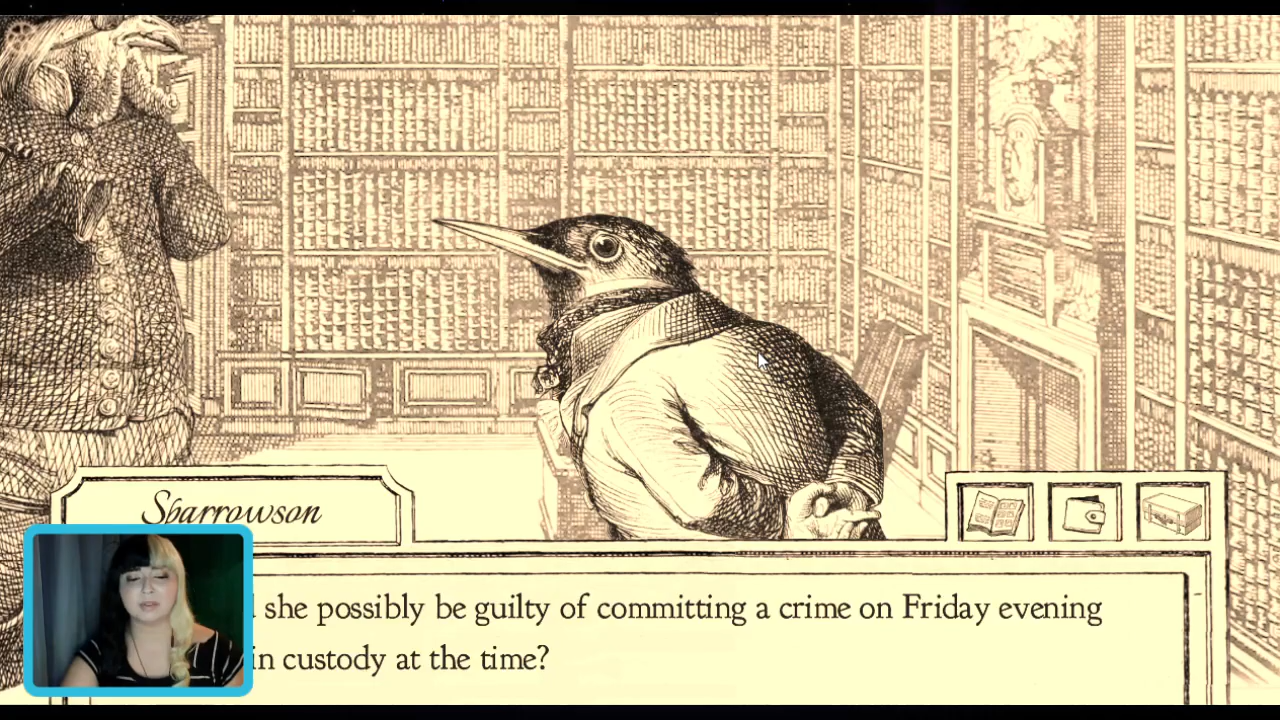 Sparrowson
she possibly be guilty of committing a crime on Friday evening
in custody at the time?